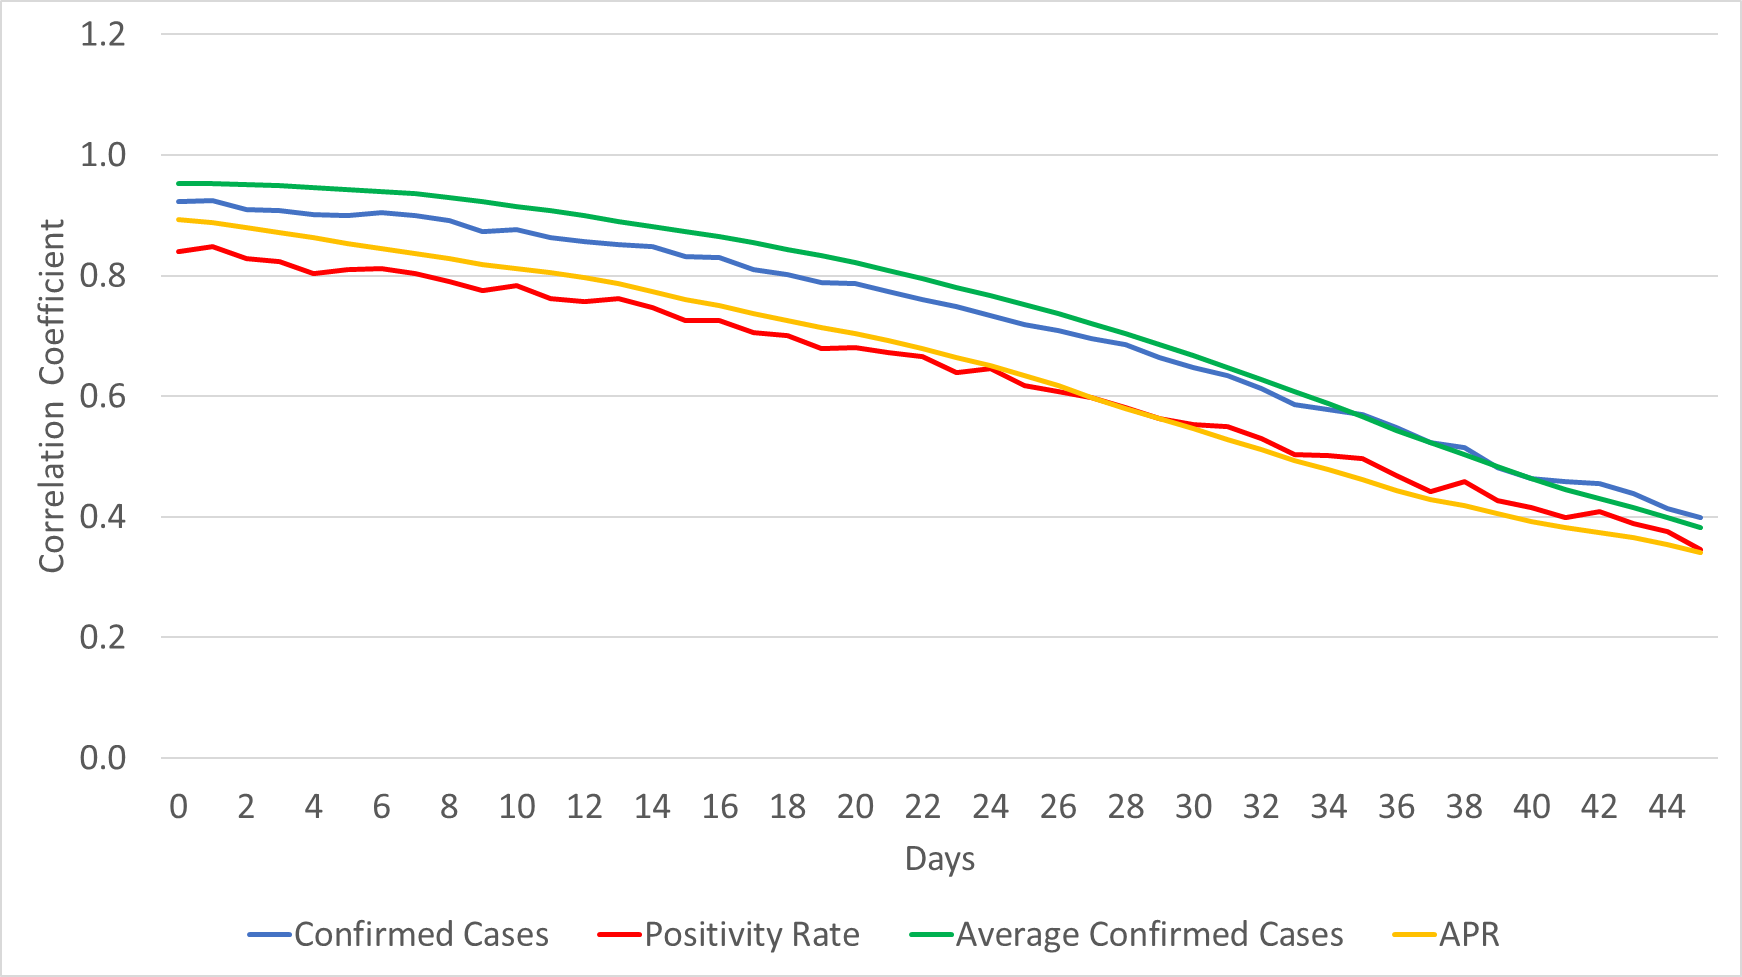 1.2
1.0
0.8
0.6
0.4
0.2
0.0
Correlation Coefficient
0 2 4 6 8 10 12 14 16 18 20 22 24 26 28 30 32 34 36 38 40 42 44
Days
Confirmed Cases Positivity Rate Average Confirmed Cases APR